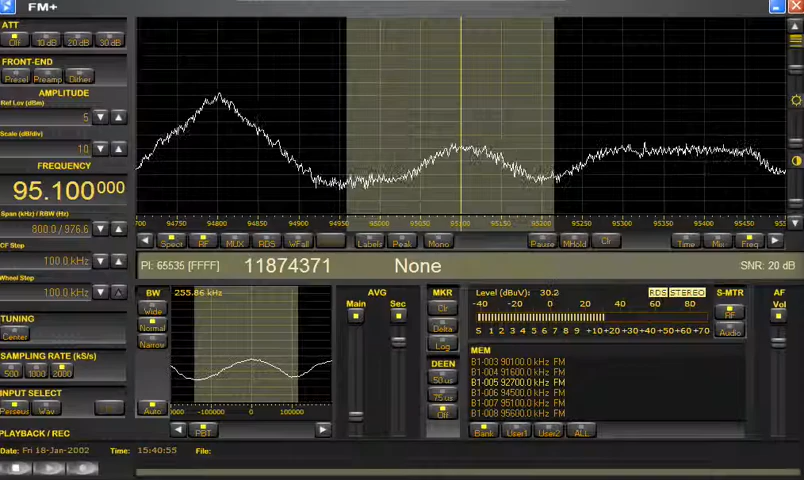 FM+
ATT
Off 10 dB 20 dB 30 dB
FRONT-END
Presel Preamp Dither
AMPLITUDE
Ref Lev (dBm)
5
Scale (dB/div)
10
FREQUENCY
95.100000
Span (kHz) / RBW (Hz)
800.0 / 976.6
CF Step
100.0 kHz
Wheel Step
100.0 kHz
TUNING
Center
SAMPLING RATE (kS/s)
500 1000 2000
INPUT SELECT
Perseus Wav
PLAYBACK / REC
700 94750 94800 94850 94900 94950 95000 95050 95100 95150 95200 95250 95300 95350 95400 95450 953
Spect RF MUX RDS WFall Labels Peak Mono Pause MHold Clr Time Mix Freq
PI: 65535 [FFFF] 11874371 None SNR: 20 dB
BW
Wide
Normal
Narrow
Auto
255.86 kHz
000 -100000 0 100000
PBT
AVG
Main Sec
MKR
Clr
Delta
Log
DEEN
50 us
75 us
Off
Level (dBuV) 30.2 RDS STEREO
-40 -20 0 20 40 60 80
S 1 2 3 4 5 6 7 8 9 +10+20+30+40+50+60+70
S-MTR
RF
Audio
AF
Vol
MEM
B1-003 90100.0 kHz FM
B1-004 91600.0 kHz FM
B1-005 92700.0 kHz FM
B1-006 94500.0 kHz FM
B1-007 95100.0 kHz FM
B1-008 95600.0 kHz FM
Bank User1 User2 ALL
Date: Fri 18-Jan-2002 Time: 15:40:55 File: